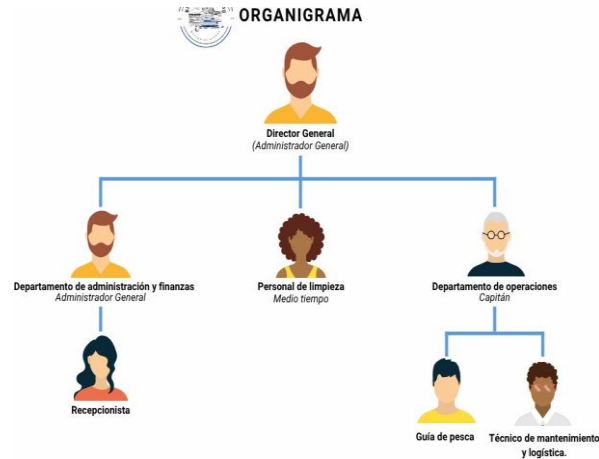 ORGANIGRAMA
Director General
(Administrador General)
Departamento de administración y finanzas
Administrador General
Personal de limpieza
Medio tiempo
Departamento de operaciones
Capitán
Recepcionista
Guía de pesca
Técnico de mantenimiento
y logística.